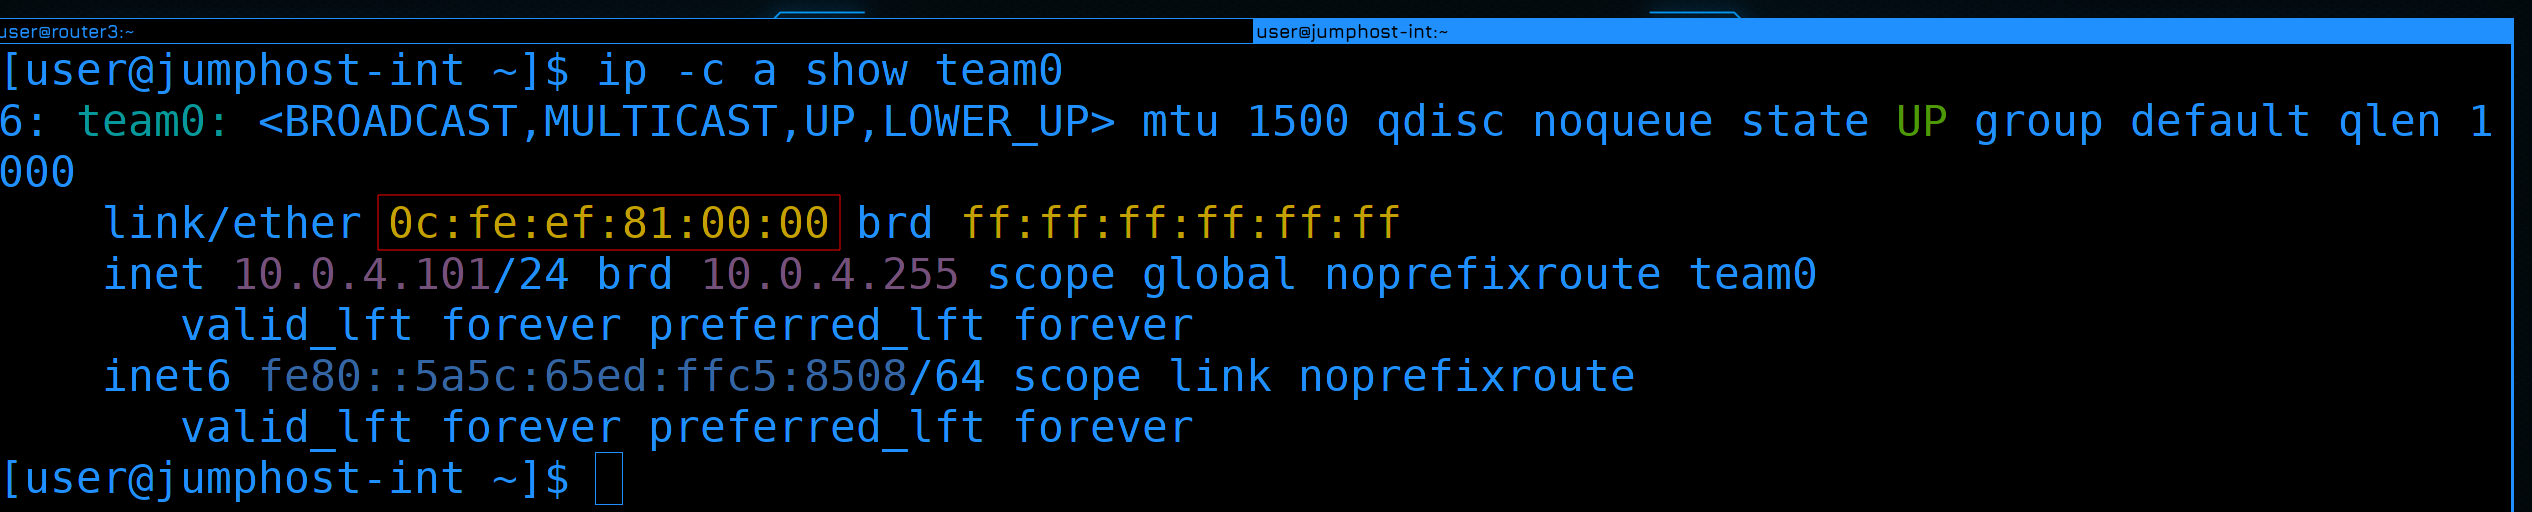 user@router3:~
user@jumphost-int:~
[user@jumphost-int ~]$ ip -c a show team0
6: team0: <BROADCAST,MULTICAST,UP,LOWER_UP> mtu 1500 qdisc noqueue state UP group default qlen 1
000
    link/ether 0c:fe:ef:81:00:00 brd ff:ff:ff:ff:ff:ff
    inet 10.0.4.101/24 brd 10.0.4.255 scope global noprefixroute team0
       valid_lft forever preferred_lft forever
    inet6 fe80::5a5c:65ed:ffc5:8508/64 scope link noprefixroute
       valid_lft forever preferred_lft forever
[user@jumphost-int ~]$